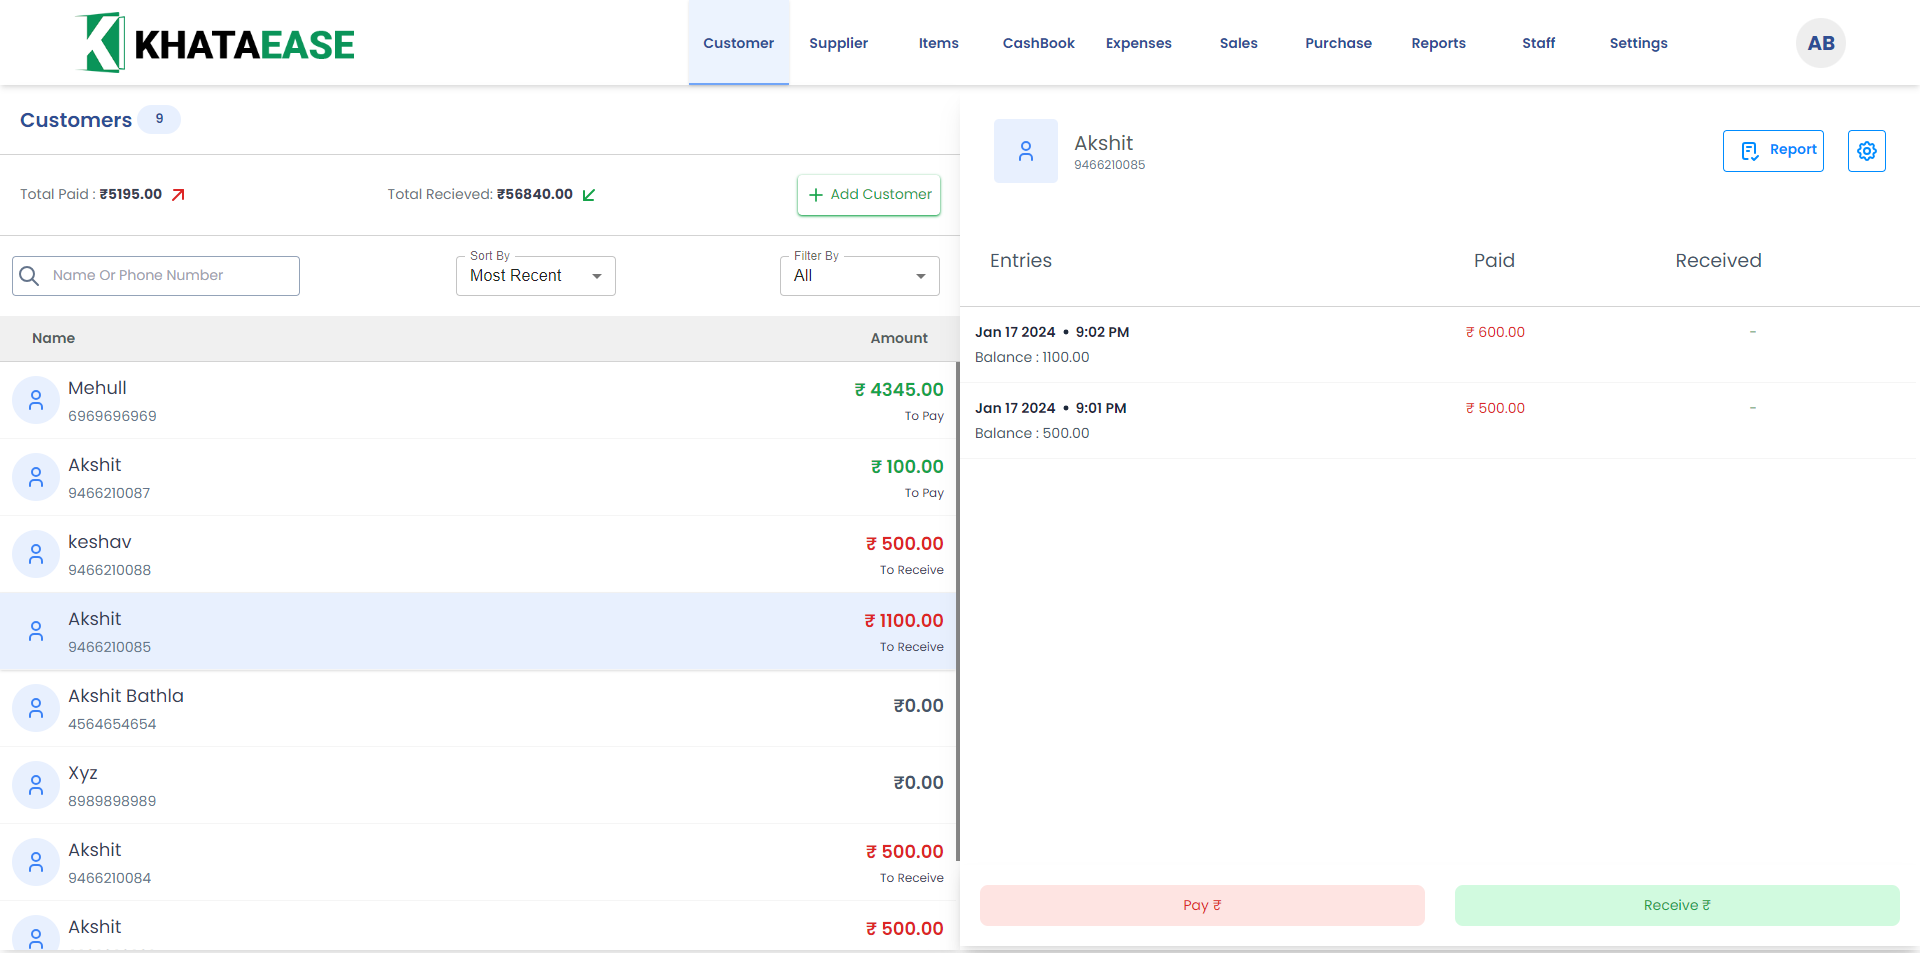 KHATAEASE
Customer Supplier Items CashBook Expenses Sales Purchase Reports Staff Settings AB
Customers 9
Total Paid : ₹5195.00 Total Recieved: ₹56840.00 + Add Customer
Name Or Phone Number Sort By Most Recent Filter By All
Name Amount
Mehull ₹ 4345.00
6969696969 To Pay
Akshit ₹ 100.00
9466210087 To Pay
keshav ₹ 500.00
9466210088 To Receive
Akshit ₹ 1100.00
9466210085 To Receive
Akshit Bathla ₹0.00
4564654654
Xyz ₹0.00
8989898989
Akshit ₹ 500.00
9466210084 To Receive
Akshit ₹ 500.00
Akshit
9466210085
Report
Entries Paid Received
Jan 17 2024 • 9:02 PM ₹ 600.00 -
Balance : 1100.00
Jan 17 2024 • 9:01 PM ₹ 500.00 -
Balance : 500.00
Pay ₹ Receive ₹